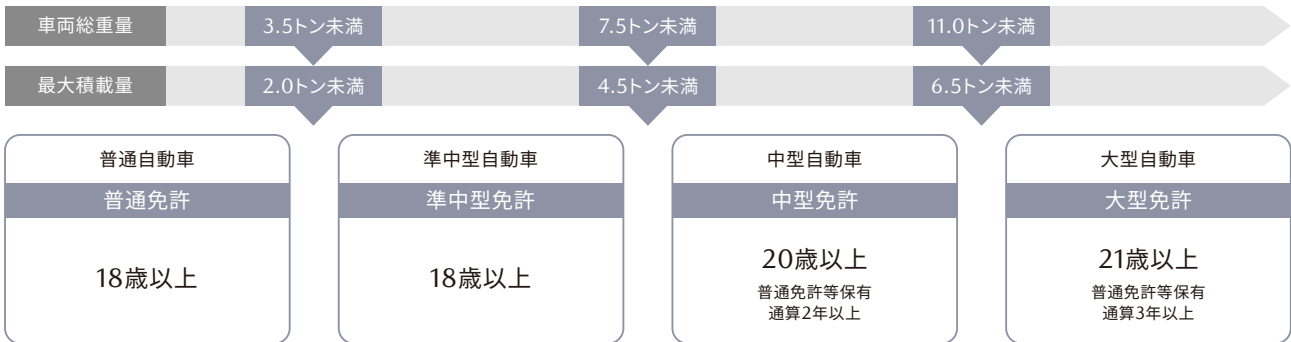 車両総重量 3.5トン未満 7.5トン未満 11.0トン未満
最大積載量 2.0トン未満 4.5トン未満 6.5トン未満
普通自動車
普通免許
18歳以上
準中型自動車
準中型免許
18歳以上
中型自動車
中型免許
20歳以上
普通免許等保有
通算2年以上
大型自動車
大型免許
21歳以上
普通免許等保有
通算3年以上